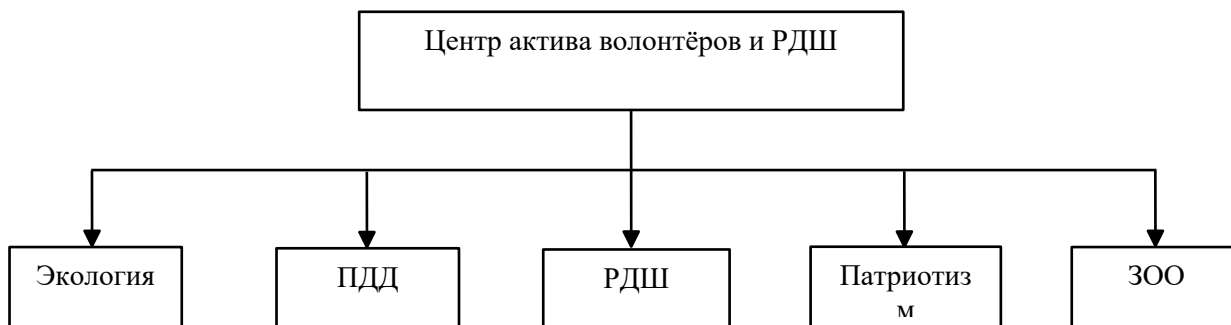 Центр актива волонтёров и РДШ
Экология
ПДД
РДШ
Патриотиз
м
ЗОО